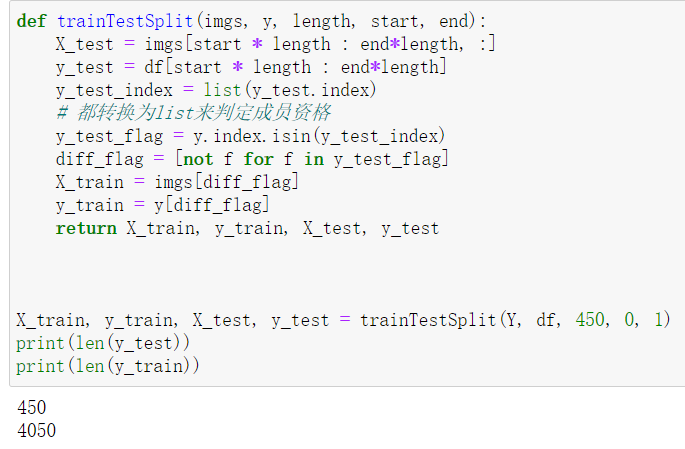 def trainTestSplit(imgs, y, length, start, end):
    X_test = imgs[start * length : end*length, :]
    y_test = df[start * length : end*length]
    y_test_index = list(y_test.index)
    # 都转换为list来判定成员资格
    y_test_flag = y.index.isin(y_test_index)
    diff_flag = [not f for f in y_test_flag]
    X_train = imgs[diff_flag]
    y_train = y[diff_flag]
    return X_train, y_train, X_test, y_test
X_train, y_train, X_test, y_test = trainTestSplit(Y, df, 450, 0, 1)
print(len(y_test))
print(len(y_train))
450
4050